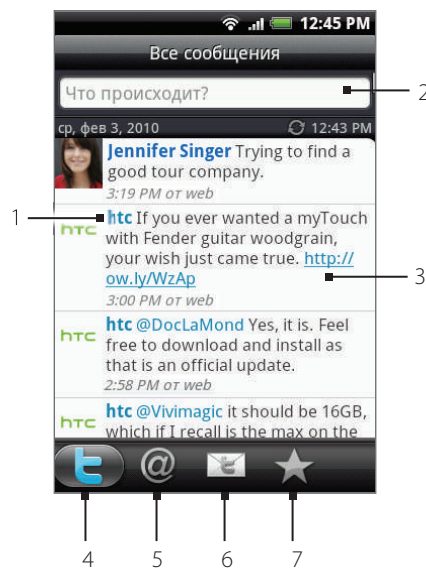 12:45 PM
Все сообщения
Что происходит?
2
ср, фев 3, 2010 12:43 PM
Jennifer Singer Trying to find a
good tour company.
3:19 PM от web
1
hTC
htc If you ever wanted a myTouch
with Fender guitar woodgrain,
your wish just came true. http://
ow.ly/WzAp
3
3:00 PM от web
hTC
htc @DocLaMond Yes, it is. Feel
free to download and install as
that is an official update.
2:58 PM от web
hTC
htc @Vivimagic it should be 16GB,
which if I recall is the max on the
t @ t
4 5 6 7